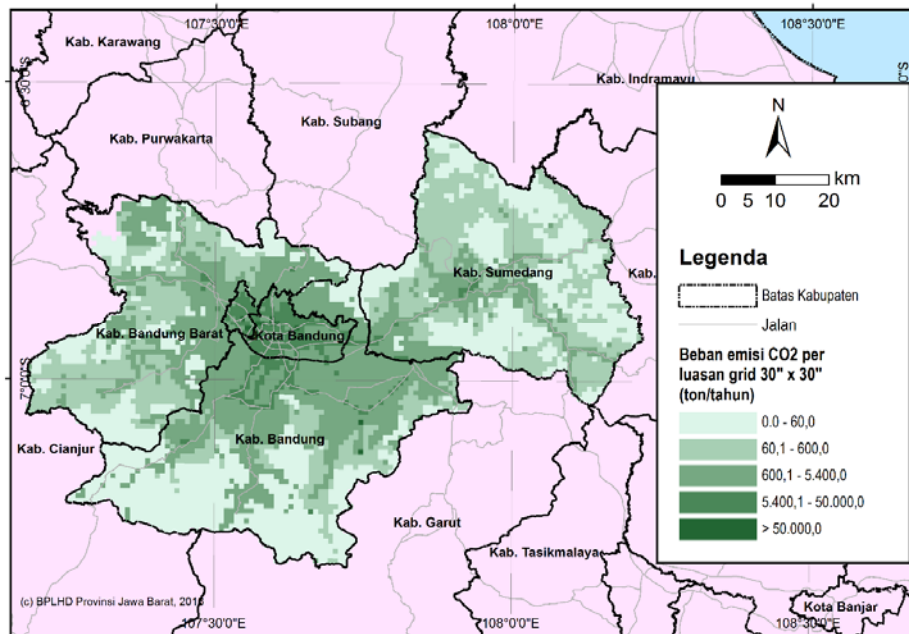 107°30'0"E
108°0'0"E
108°30'0"E
Kab. Karawang
Kab. Indramayu
Kab. Subang
Kab. Purwakarta
N
km
0 5 10 20
Kab. Sumedang
Kab.
Legenda
Batas Kabupaten
Jalan
Kab. Bandung Barat
Kota Bandung
Beban emisi CO2 per
luasan grid 30" x 30"
(ton/tahun)
0.0 - 60,0
60,1 - 600,0
600,1 - 5.400,0
5.400,1 - 50.000,0
> 50.000,0
7°0'0"S
Kab. Cianjur
Kab. Bandung
Kab. Garut
Kab. Tasikmalaya
(c) BPLHD Provinsi Jawa Barat,
Kota Banjar
107°30'0"E
108°0'0"E
108°30'0"E